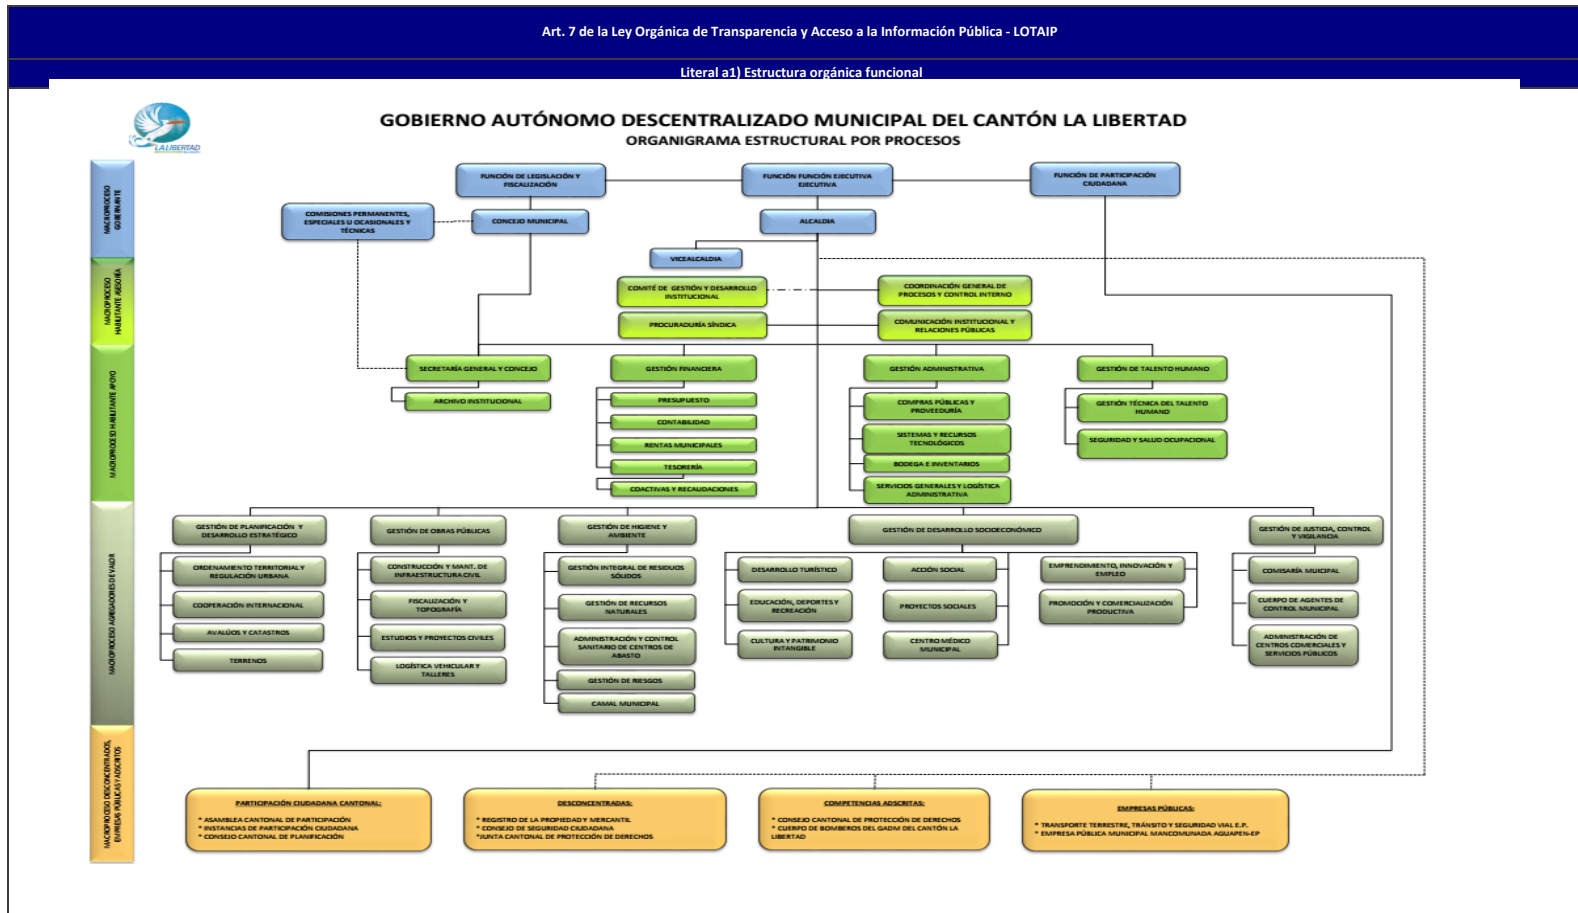 Art. 7 de la Ley Orgánica de Transparencia y Acceso a la Información Pública - LOTAIP
Literal a1) Estructura orgánica funcional
LA LIBERTAD
GOBIERNO AUTÓNOMO DESCENTRALIZADO MUNICIPAL DEL CANTÓN LA LIBERTAD
ORGANIGRAMA ESTRUCTURAL POR PROCESOS
MACROPROCESO
GOBERNANTE
FUNCIÓN DE LEGISLACIÓN Y
FISCALIZACIÓN
FUNCIÓN FUNCIÓN EJECUTIVA
EJECUTIVA
FUNCIÓN DE PARTICIPACIÓN
CIUDADANA
COMISIONES PERMANENTES,
ESPECIALES U OCASIONALES Y
TÉCNICAS
CONCEJO MUNICIPAL
ALCALDIA
VICEALCALDIA
MACROPROCESO
HABILITANTE ASESORÍA
COMITÉ DE GESTIÓN Y DESARROLLO
INSTITUCIONAL
COORDINACIÓN GENERAL DE
PROCESOS Y CONTROL INTERNO
PROCURADURÍA SÍNDICA
COMUNICACIÓN INSTITUCIONAL Y
RELACIONES PÚBLICAS
MACROPROCESO HABILITANTE APOYO
SECRETARÍA GENERAL Y CONCEJO
ARCHIVO INSTITUCIONAL
GESTIÓN FINANCIERA
PRESUPUESTO
CONTABILIDAD
RENTAS MUNICIPALES
TESORERÍA
COACTIVAS Y RECAUDACIONES
GESTIÓN ADMINISTRATIVA
COMPRAS PÚBLICAS Y
PROVEEDURÍA
SISTEMAS Y RECURSOS
TECNOLÓGICOS
BODEGA E INVENTARIOS
SERVICIOS GENERALES Y LOGÍSTICA
ADMINISTRATIVA
GESTIÓN DE TALENTO HUMANO
GESTIÓN TÉCNICA DEL TALENTO
HUMANO
SEGURIDAD Y SALUD OCUPACIONAL
MACROPROCESO AGREGADORES DE VALOR
GESTIÓN DE PLANIFICACIÓN Y
DESARROLLO ESTRATÉGICO
ORDENAMIENTO TERRITORIAL Y
REGULACIÓN URBANA
COOPERACIÓN INTERNACIONAL
AVALÚOS Y CATASTROS
TERRENOS
GESTIÓN DE OBRAS PÚBLICAS
CONSTRUCCIÓN Y MANT. DE
INFRAESTRUCTURA CIVIL
FISCALIZACIÓN Y
TOPOGRAFÍA
ESTUDIOS Y PROYECTOS CIVILES
LOGÍSTICA VEHICULAR Y
TALLERES
GESTIÓN DE HIGIENE Y
AMBIENTE
GESTIÓN INTEGRAL DE RESIDUOS
SÓLIDOS
GESTIÓN DE RECURSOS
NATURALES
ADMINISTRACIÓN Y CONTROL
SANITARIO DE CENTROS DE
ABASTO
GESTIÓN DE RIESGOS
CAMAL MUNICIPAL
GESTIÓN DE DESARROLLO SOCIOECONÓMICO
DESARROLLO TURÍSTICO
EDUCACIÓN, DEPORTES Y
RECREACIÓN
CULTURA Y PATRIMONIO
INTANGIBLE
ACCIÓN SOCIAL
PROYECTOS SOCIALES
CENTRO MÉDICO
MUNICIPAL
EMPRENDIMIENTO, INNOVACIÓN Y
EMPLEO
PROMOCIÓN Y COMERCIALIZACIÓN
PRODUCTIVA
GESTIÓN DE JUSTICIA, CONTROL
Y VIGILANCIA
COMISARÍA MUICIPAL
CUERPO DE AGENTES DE
CONTROL MUNICIPAL
ADMINISTRACIÓN DE
CENTROS COMERCIALES Y
SERVICIOS PÚBLICOS
MACROPROCESO DESCONCENTRADOS,
EMPRESAS PÚBLICAS Y ADSCRITOS
PARTICIPACIÓN CIUDADANA CANTONAL:
* ASAMBLEA CANTONAL DE PARTICIPACIÓN
* INSTANCIAS DE PARTICIPACIÓN CIUDADANA
* CONSEJO CANTONAL DE PLANIFICACIÓN
DESCONCENTRADAS:
* REGISTRO DE LA PROPIEDAD Y MERCANTIL
* CONSEJO DE SEGURIDAD CIUDADANA
*JUNTA CANTONAL DE PROTECCIÓN DE DERECHOS
COMPETENCIAS ADSCRITAS:
* CONSEJO CANTONAL DE PROTECCIÓN DE DERECHOS
* CUERPO DE BOMBEROS DEL GADM DEL CANTÓN LA
LIBERTAD
EMPRESAS PÚBLICAS:
* TRANSPORTE TERRESTRE, TRÁNSITO Y SEGURIDAD VIAL E.P.
* EMPRESA PÚBLICA MUNICIPAL MANCOMUNADA AGUAPEN-EP